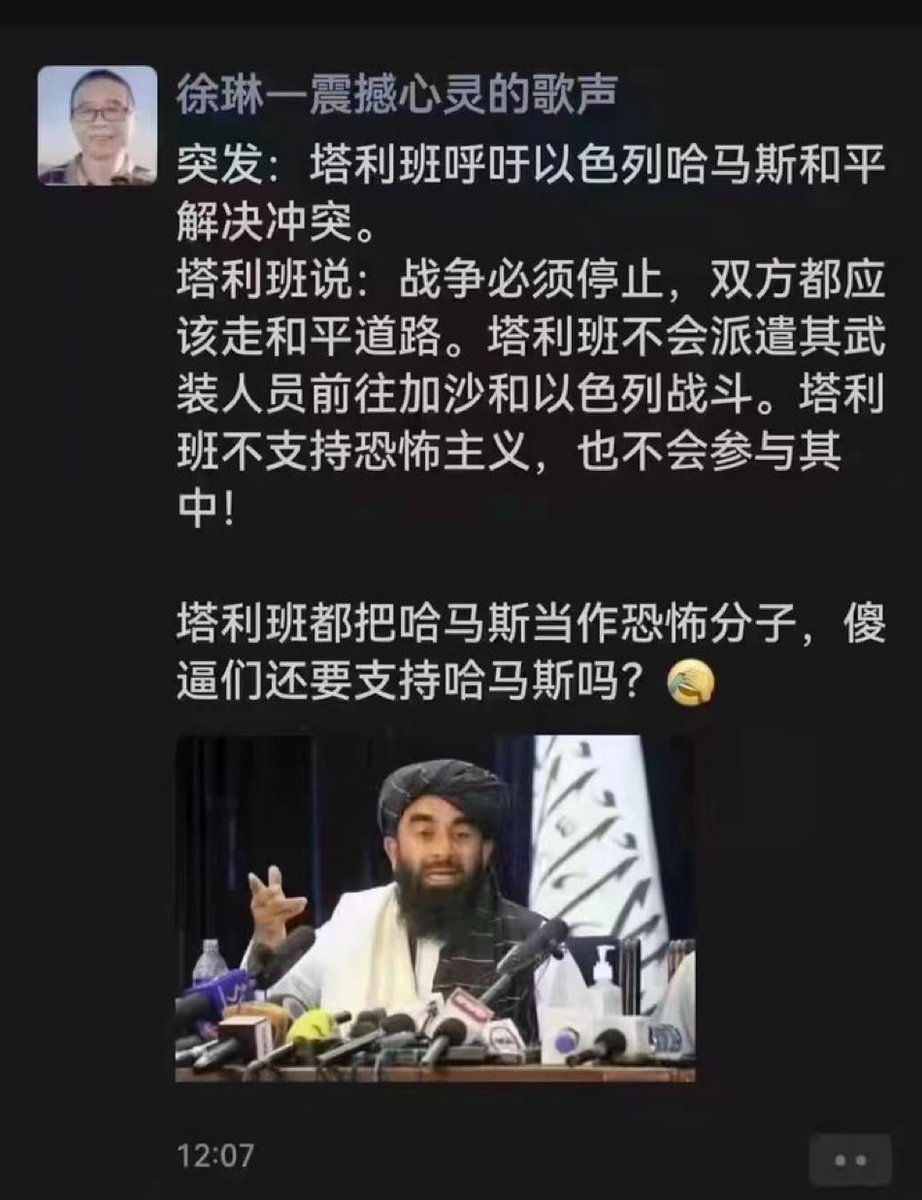 徐琳一震撼心灵的歌声
突发：塔利班呼吁以色列哈马斯和平
解决冲突。
塔利班说：战争必须停止，双方都应
该走和平道路。塔利班不会派遣其武
装人员前往加沙和以色列战斗。塔利
班不支持恐怖主义，也不会参与其
中！
塔利班都把哈马斯当作恐怖分子，傻
逼们还要支持哈马斯吗？
12:07